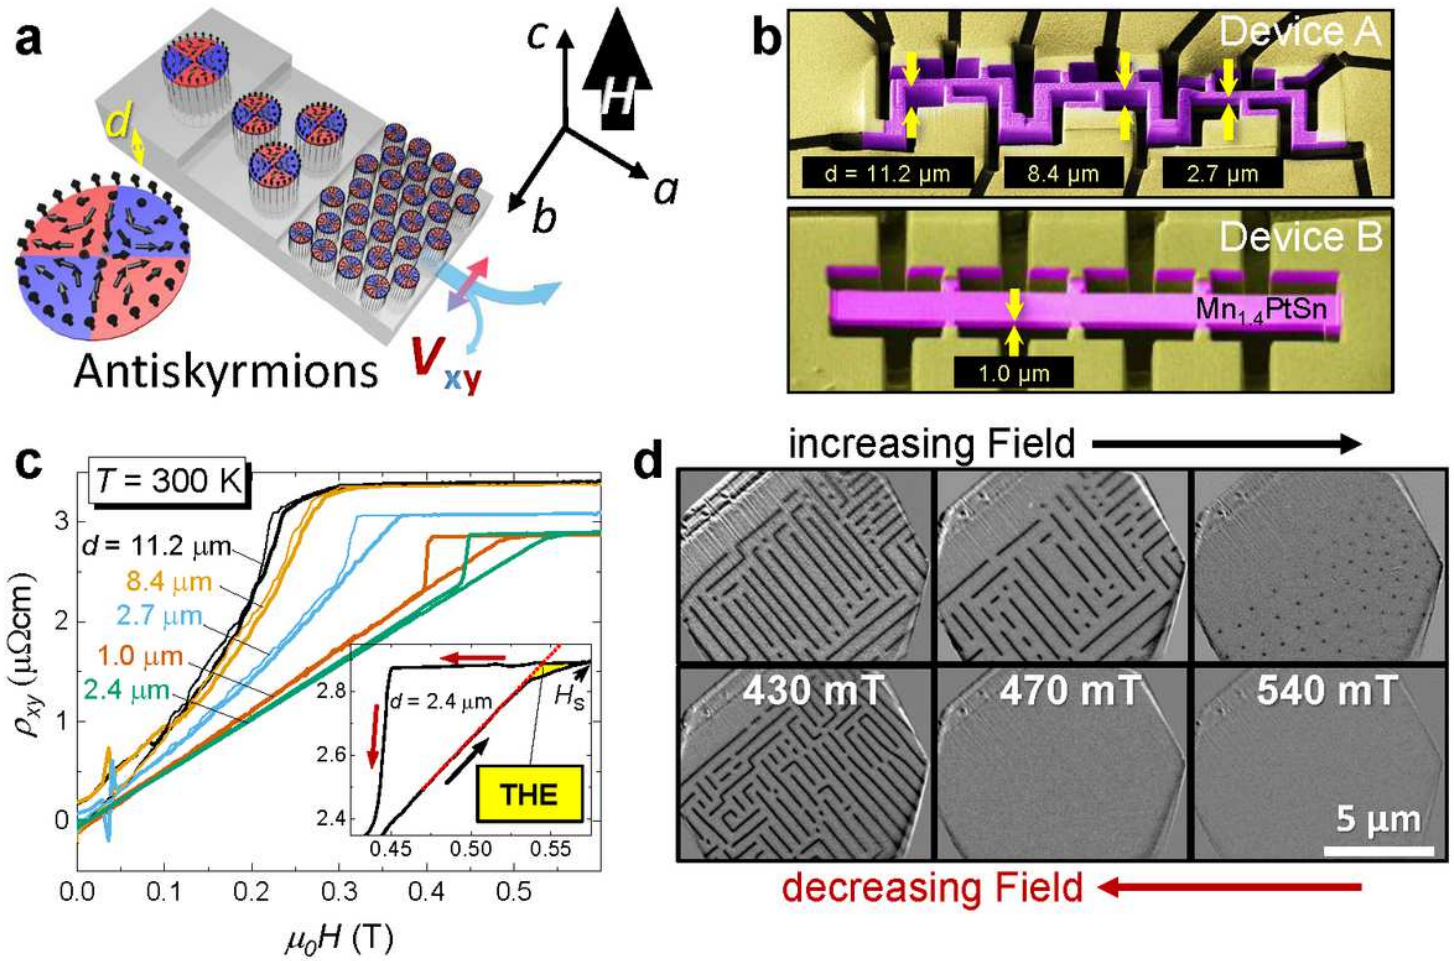 a
d
c
H
b
a
Antiskyrmions
Vxy
b
Device A
d = 11.2 μm
8.4 μm
2.7 μm
Device B
Mn1.4PtSn
1.0 μm
c
T = 300 K
d = 11.2 μm
8.4 μm
2.7 μm
1.0 μm
2.4 μm
ρxy (μΩcm)
3
2
1
0
0.0
0.1
0.2
0.3
0.4
0.5
μ0H (T)
2.8
2.6
2.4
d = 2.4 μm
HS
THE
0.45
0.50
0.55
d
increasing Field
430 mT
470 mT
540 mT
5 μm
decreasing Field